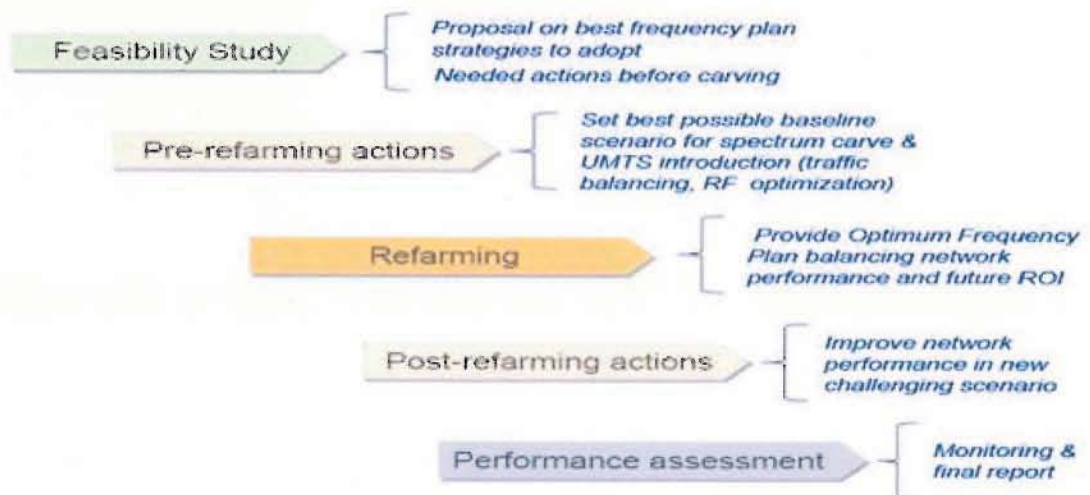 Feasibility Study
Proposal on best frequency plan
strategies to adopt
Needed actions before carving
Pre-refarming actions
Set best possible baseline
scenario for spectrum carve &
UMTS introduction (traffic
balancing, RF optimization)
Refarming
Provide Optimum Frequency
Plan balancing network
performance and future ROI
Post-refarming actions
Improve network
performance in new
challenging scenario
Performance assessment
Monitoring &
final report